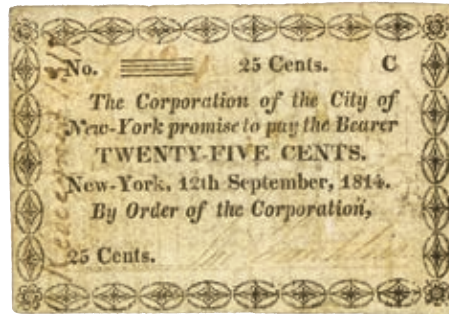 No. 25 Cents. C
The Corporation of the City of
New-York promise to pay the Bearer
TWENTY-FIVE CENTS.
New-York, 12th September, 1814.
By Order of the Corporation,
25 Cents.